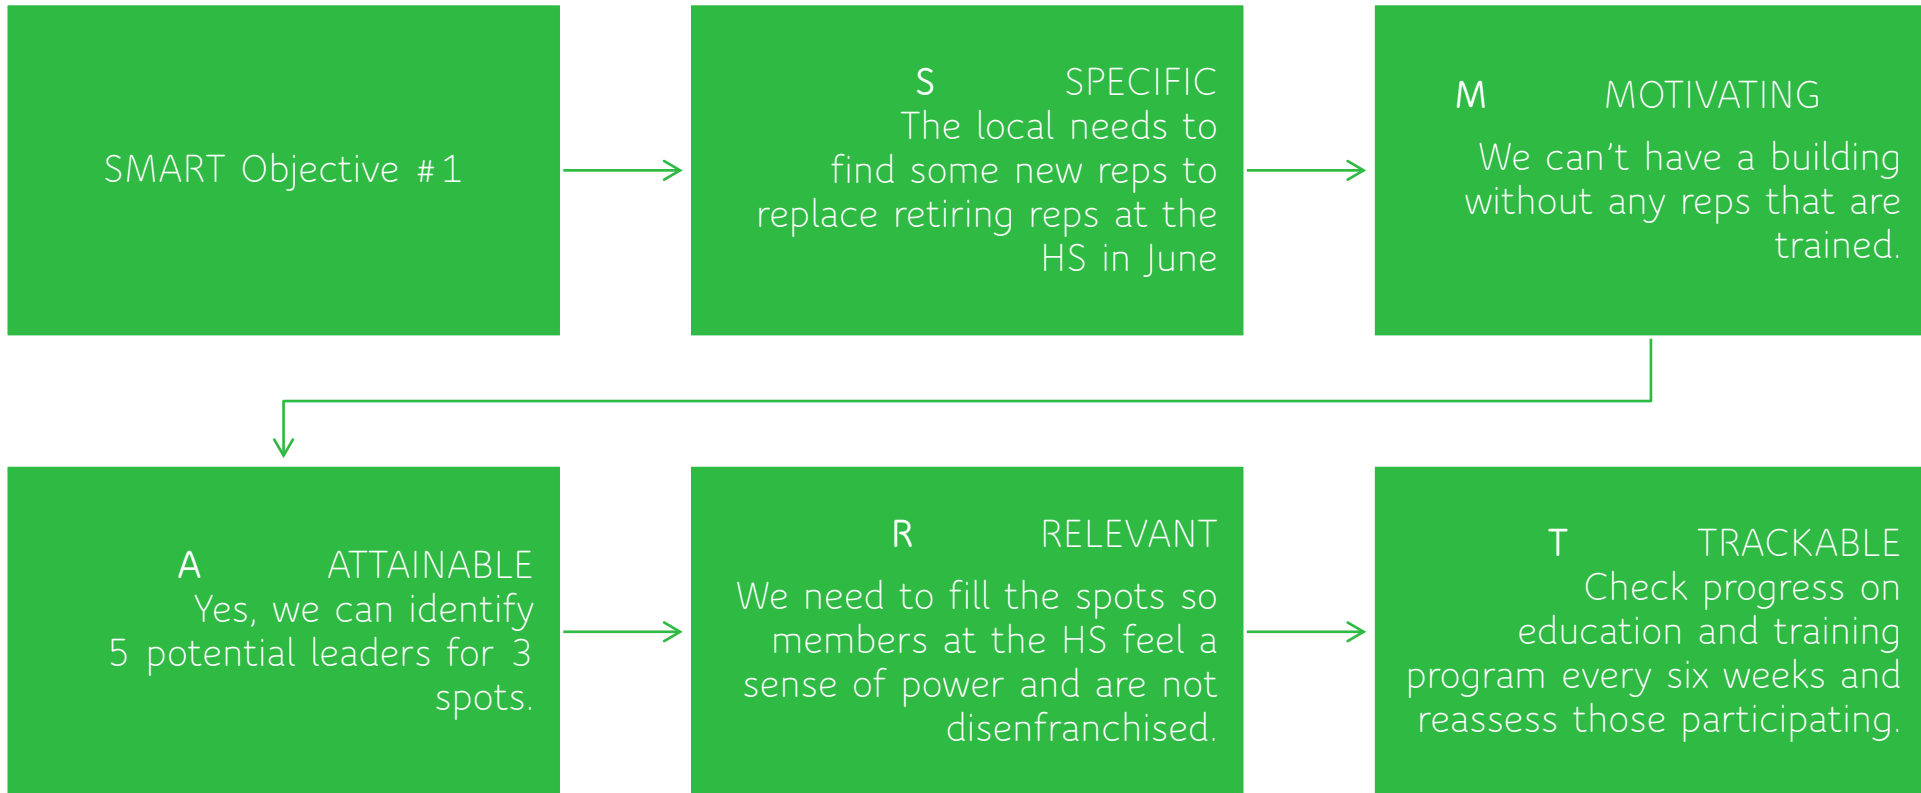 SMART Objective #1
S SPECIFIC
The local needs to
find some new reps to
replace retiring reps at the
HS in June
M MOTIVATING
We can't have a building
without any reps that are
trained.
A ATTAINABLE
Yes, we can identify
5 potential leaders for 3
spots.
R RELEVANT
We need to fill the spots so
members at the HS feel a
sense of power and are not
disenfranchised.
T TRACKABLE
Check progress on
education and training
program every six weeks and
reassess those participating.